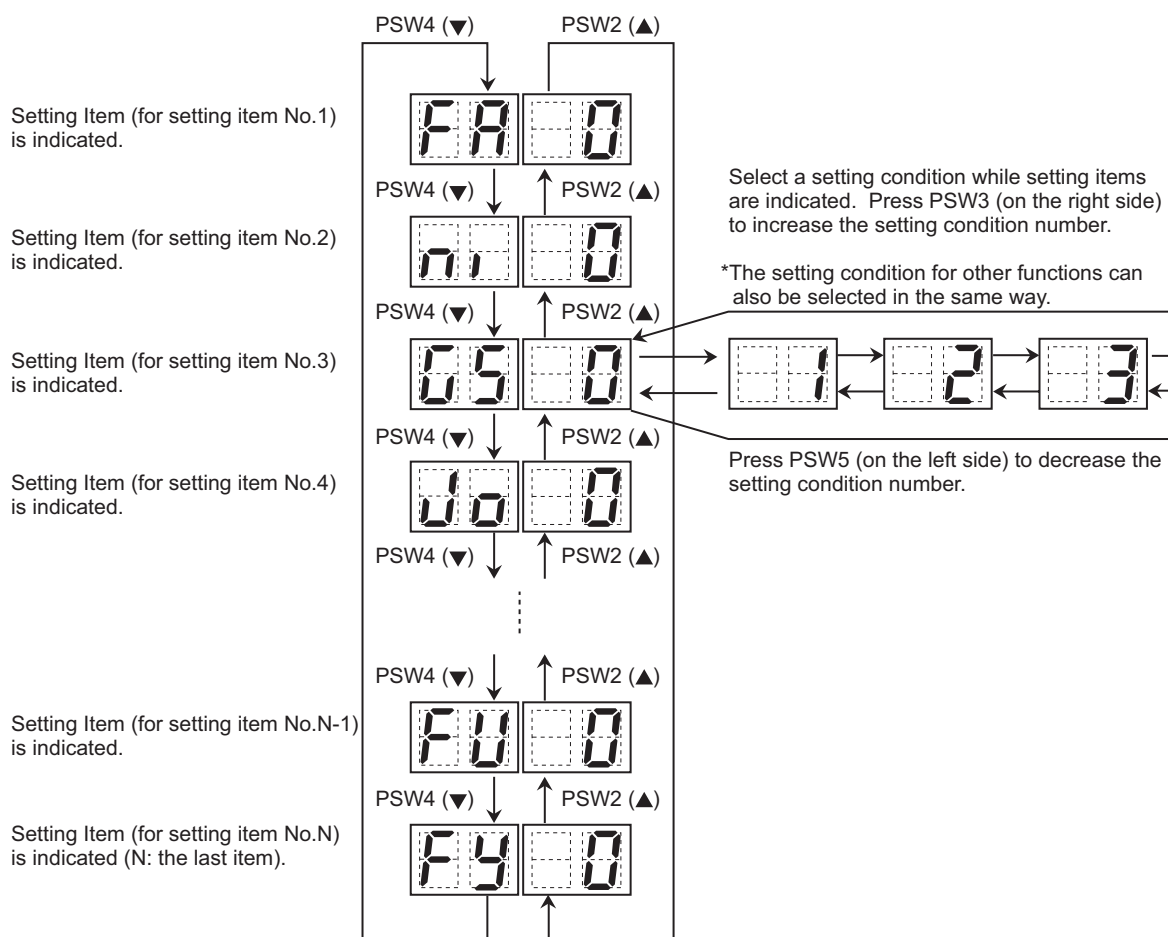 PSW4 (▼) PSW2 (▲)
Setting Item (for setting item No.1)
is indicated.
FA 0
PSW4 (▼) PSW2 (▲)
Select a setting condition while setting items
are indicated. Press PSW3 (on the right side)
to increase the setting condition number.
Setting Item (for setting item No.2)
is indicated.
ni 0
*The setting condition for other functions can
also be selected in the same way.
PSW4 (▼) PSW2 (▲)
Setting Item (for setting item No.3)
is indicated.
GS 0 1 2 3
PSW4 (▼) PSW2 (▲)
Press PSW5 (on the left side) to decrease the
setting condition number.
Setting Item (for setting item No.4)
is indicated.
Jo 0
PSW4 (▼) PSW2 (▲)
PSW4 (▼) PSW2 (▲)
Setting Item (for setting item No.N-1)
is indicated.
FU 0
PSW4 (▼) PSW2 (▲)
Setting Item (for setting item No.N)
is indicated (N: the last item).
Fy 0